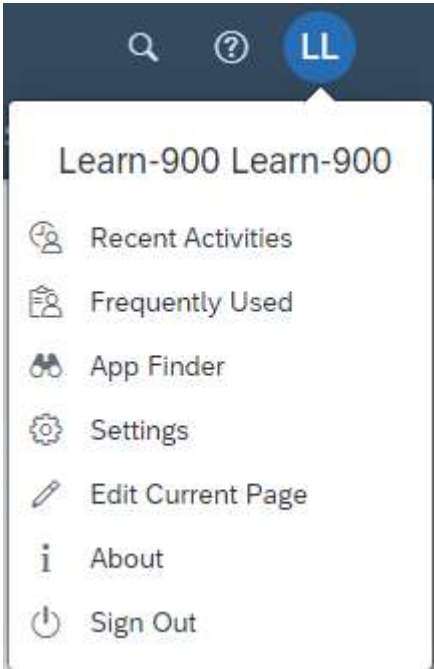 LL
Learn-900 Learn-900
Recent Activities
Frequently Used
App Finder
Settings
Edit Current Page
About
Sign Out